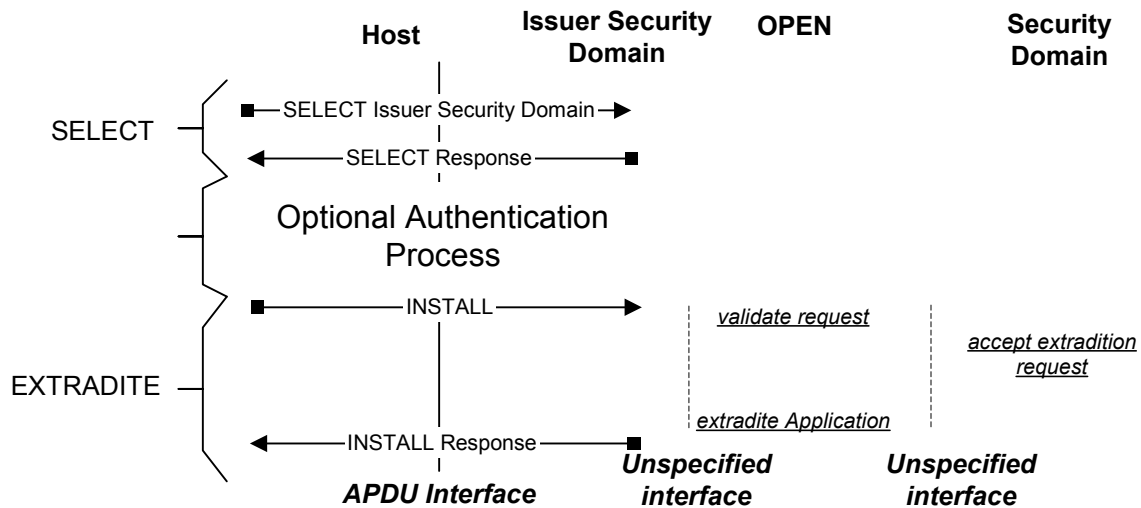 Host
Issuer Security
Domain
OPEN
Security
Domain
SELECT
SELECT Issuer Security Domain
SELECT Response
Optional Authentication
Process
EXTRADITE
INSTALL
validate request
accept extradition
request
extradite Application
INSTALL Response
APDU Interface
Unspecified
interface
Unspecified
interface